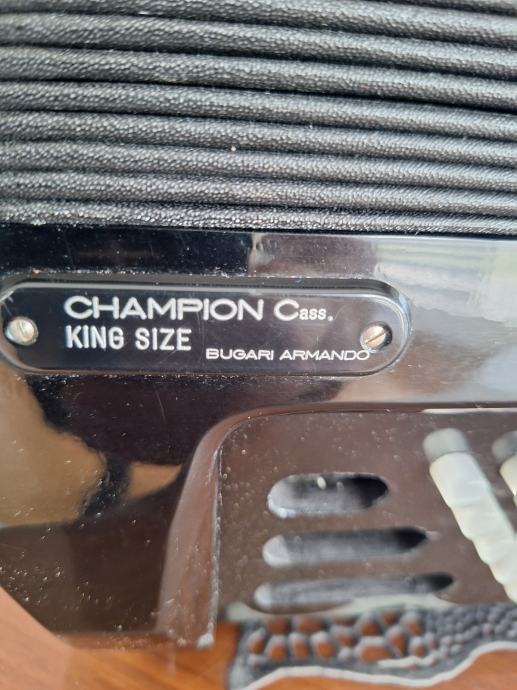 CHAMPION Cass.
KING SIZE
BUGARI ARMANDO